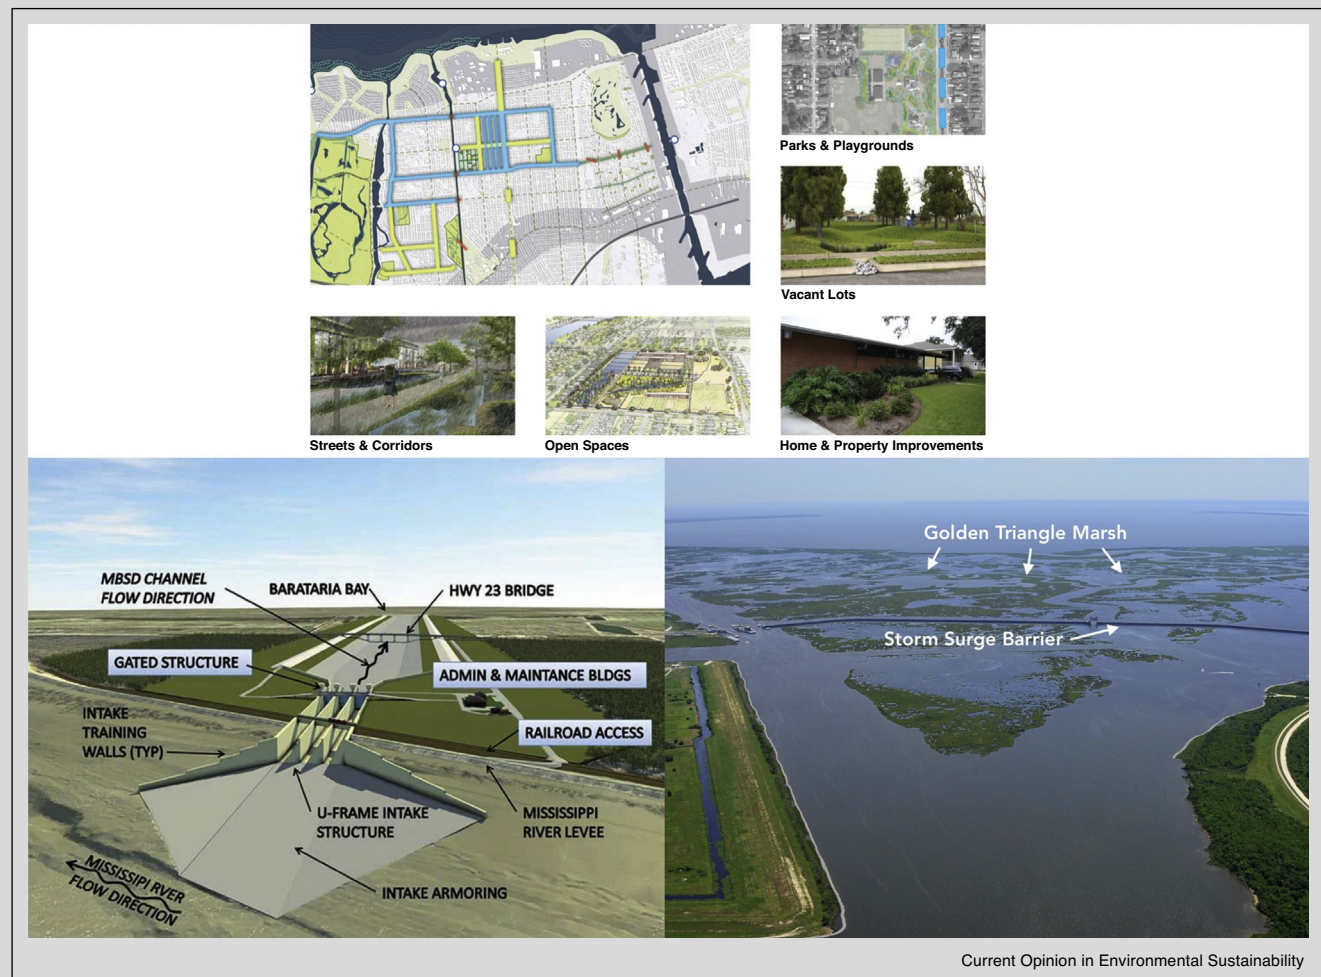 Parks & Playgrounds
Vacant Lots
Streets & Corridors
Open Spaces
Home & Property Improvements
MBSD CHANNEL
FLOW DIRECTION
BARATARIA BAY
HWY 23 BRIDGE
GATED STRUCTURE
ADMIN & MAINTANCE BLDGS
INTAKE
TRAINING
WALLS (TYP)
RAILROAD ACCESS
U-FRAME INTAKE
STRUCTURE
MISSISSIPPI
RIVER LEVEE
MISSISSIPI RIVER
FLOW DIRECTION
INTAKE ARMORING
Golden Triangle Marsh
Storm Surge Barrier
Current Opinion in Environmental Sustainability